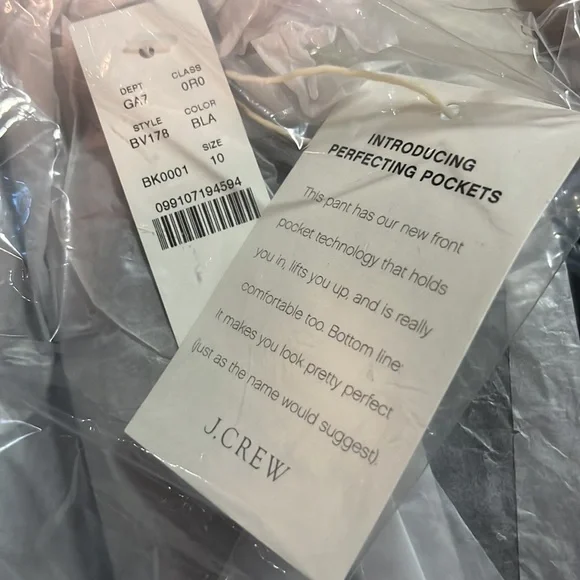 DEPT CLASS
GA7 0R0
STYLE COLOR
BV178 BLA
SIZE
BK0001 10
099107194594
INTRODUCING
PERFECTING POCKETS
This pant has our new front
pocket technology that holds
you in, lifts you up, and is really
comfortable too. Bottom line:
it makes you look pretty perfect
(just as the name would suggest).
J.CREW